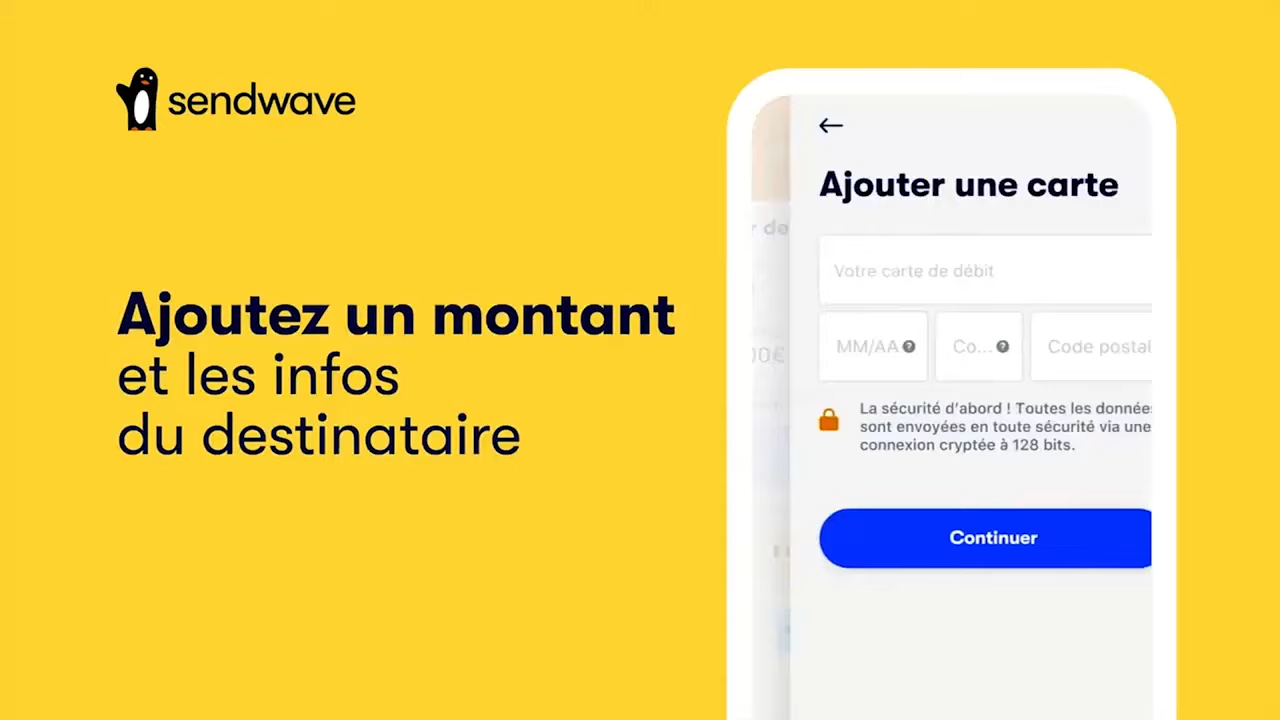 sendwave
Ajoutez un montant
et les infos
du destinataire
Ajouter une carte
Votre carte de débit
MM/AA
Co...
Code postal
La sécurité d'abord ! Toutes les données
sont envoyées en toute sécurité via une
connexion cryptée à 128 bits.
Continuer